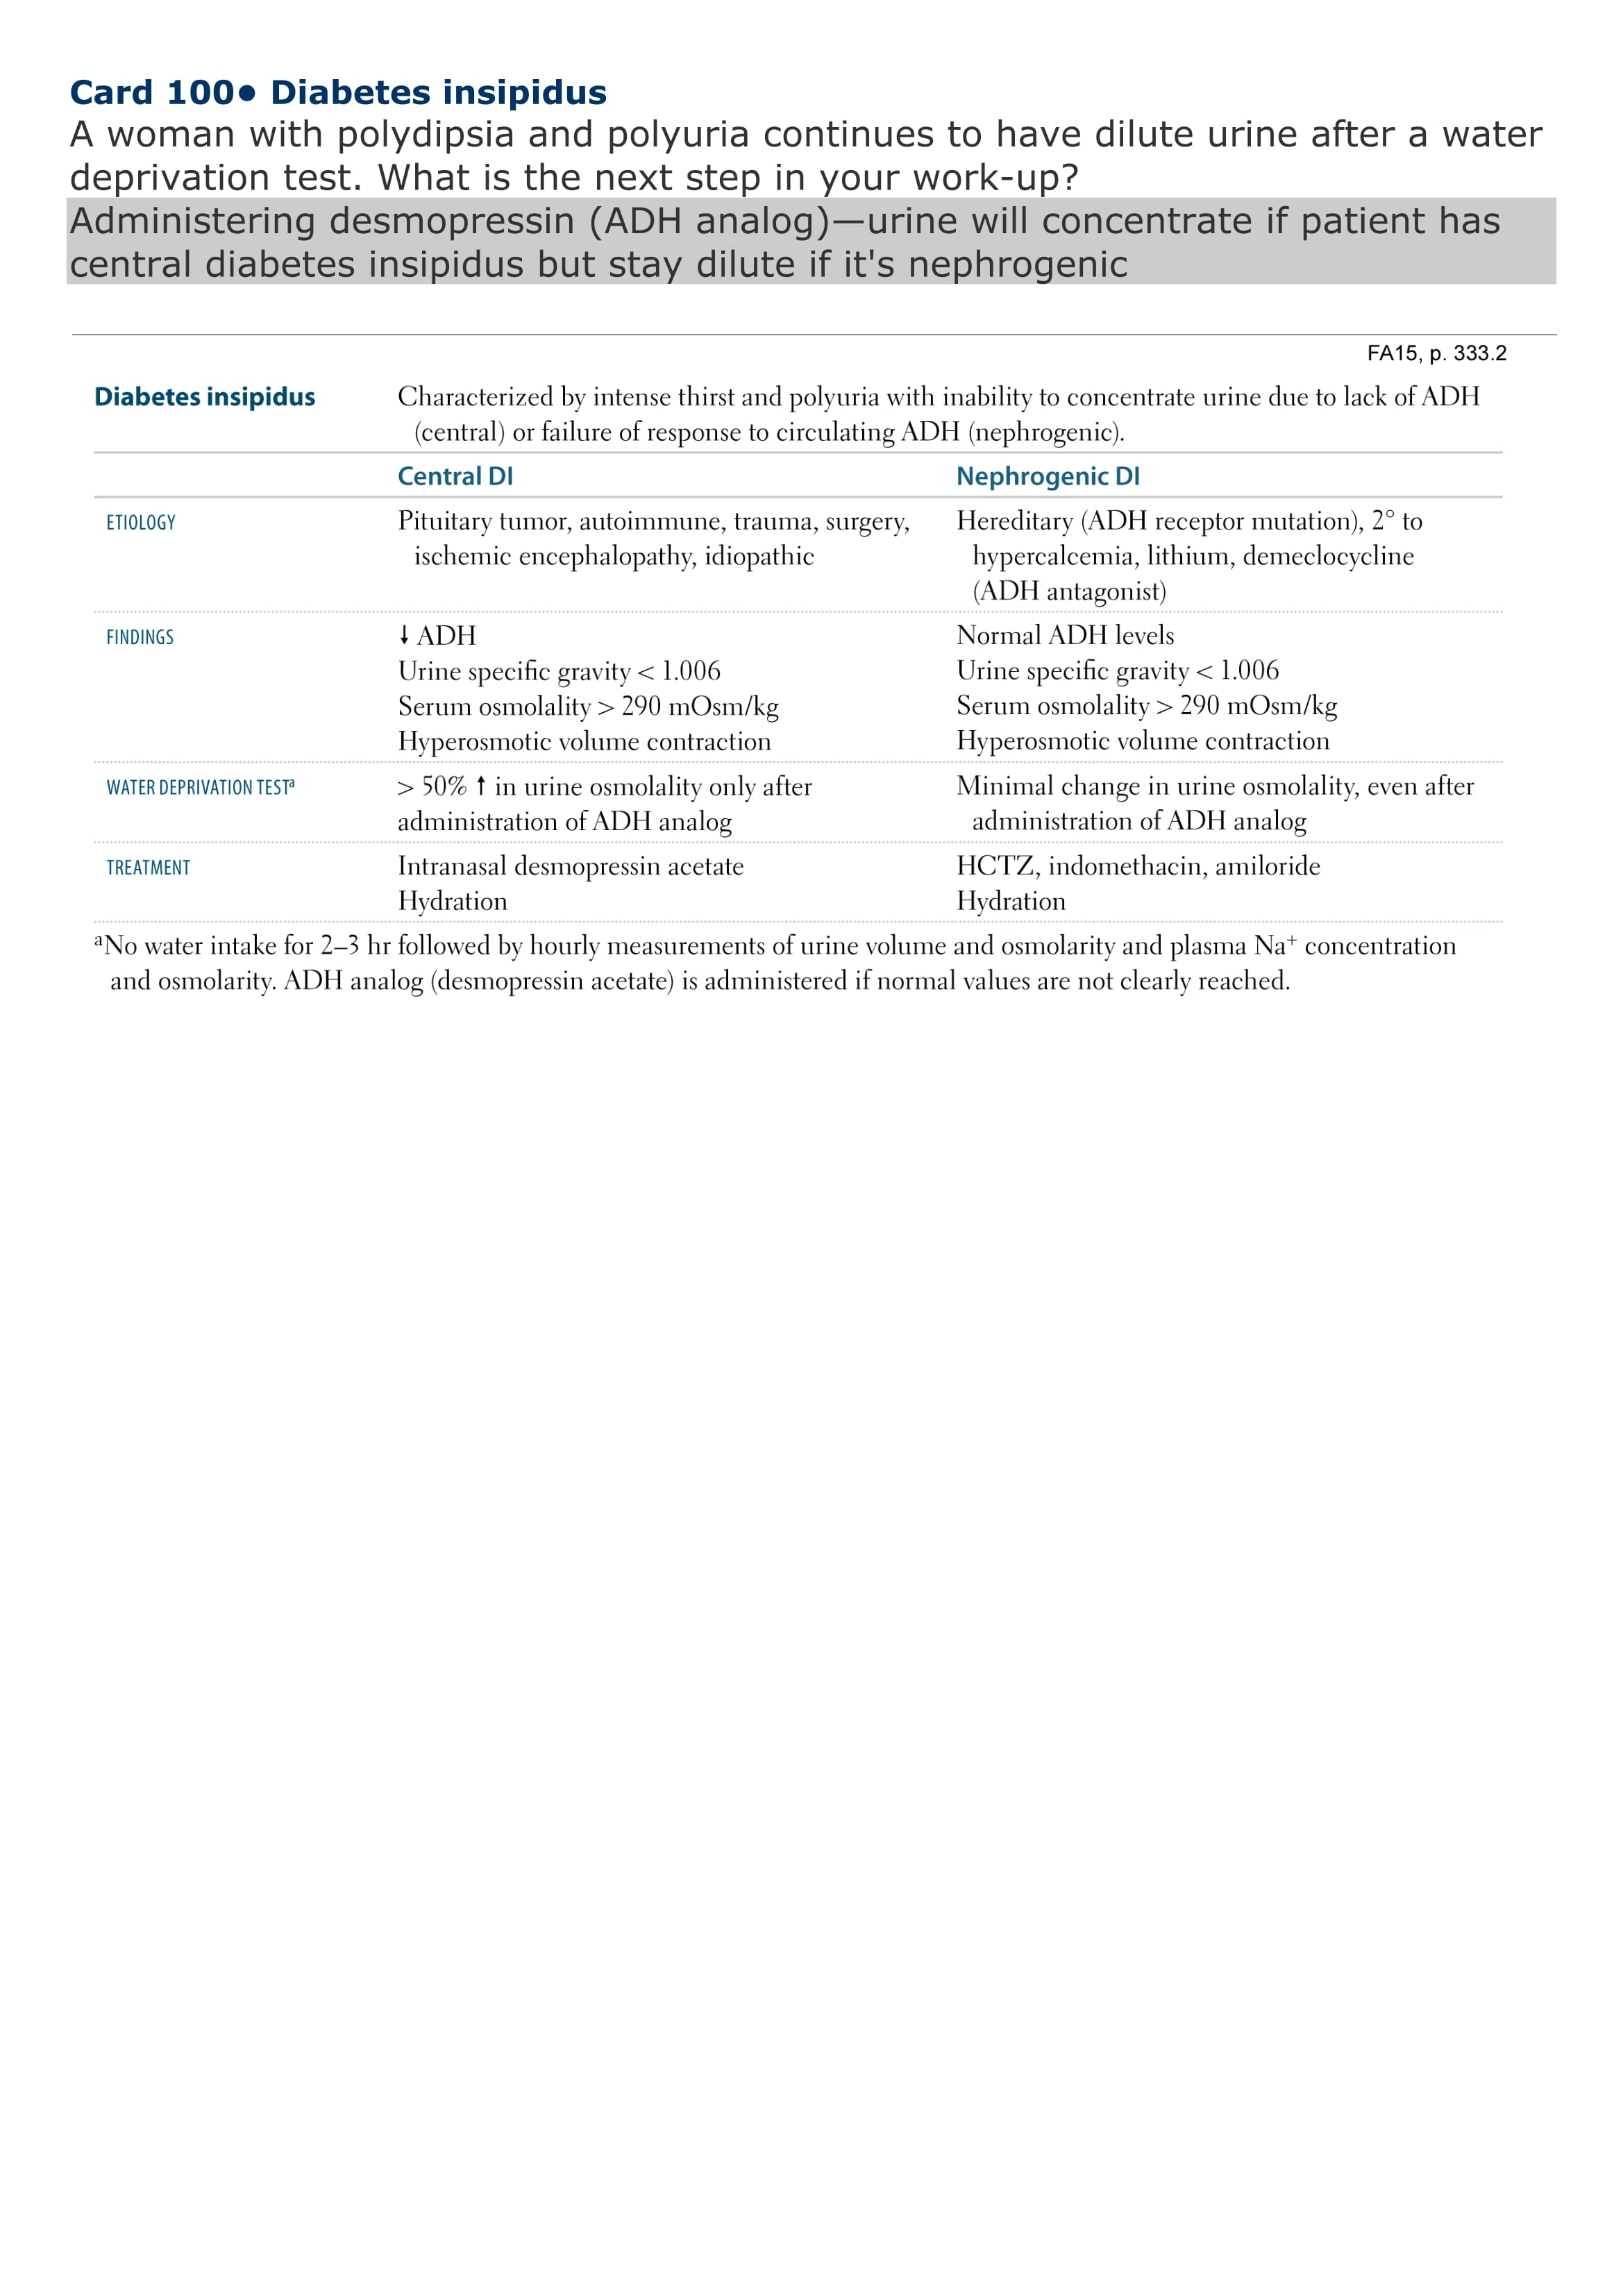 Card 100• Diabetes insipidus
A woman with polydipsia and polyuria continues to have dilute urine after a water
deprivation test. What is the next step in your work-up?
Administering desmopressin (ADH analog)—urine will concentrate if patient has
central diabetes insipidus but stay dilute if it's nephrogenic
FA15, p. 333.2
Diabetes insipidus Characterized by intense thirst and polyuria with inability to concentrate urine due to lack of ADH
(central) or failure of response to circulating ADH (nephrogenic).
Central DI Nephrogenic DI
ETIOLOGY Pituitary tumor, autoimmune, trauma, surgery, Hereditary (ADH receptor mutation), 2° to
ischemic encephalopathy, idiopathic hypercalcemia, lithium, demeclocycline
(ADH antagonist)
FINDINGS ↓ ADH Normal ADH levels
Urine specific gravity < 1.006 Urine specific gravity < 1.006
Serum osmolality > 290 mOsm/kg Serum osmolality > 290 mOsm/kg
Hyperosmotic volume contraction Hyperosmotic volume contraction
WATER DEPRIVATION TESTᵃ > 50% ↑ in urine osmolality only after Minimal change in urine osmolality, even after
administration of ADH analog administration of ADH analog
TREATMENT Intranasal desmopressin acetate HCTZ, indomethacin, amiloride
Hydration Hydration
ᵃNo water intake for 2–3 hr followed by hourly measurements of urine volume and osmolarity and plasma Na⁺ concentration
and osmolarity. ADH analog (desmopressin acetate) is administered if normal values are not clearly reached.